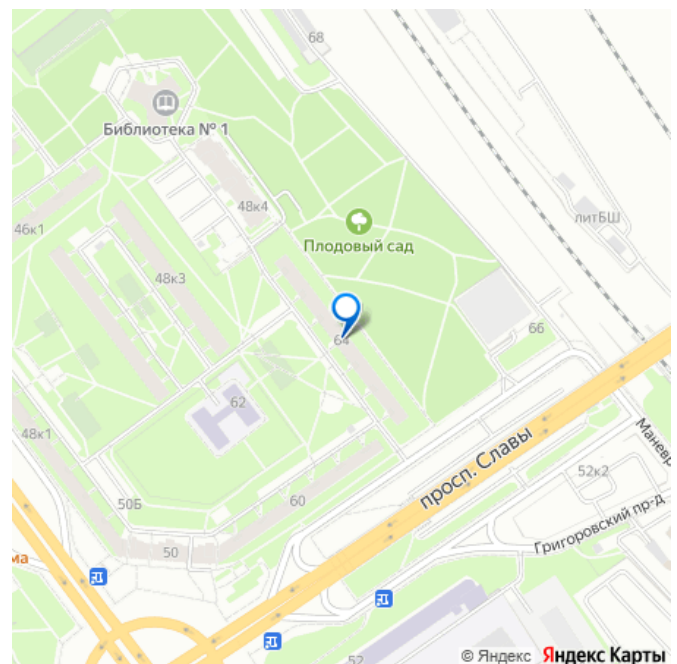 68
Библиотека № 1
48к4
литБШ
46к1
Плодовый сад
48к3
66
64
62
48к1
просп. Славы
Маневр
52к2
50Б
60
Григоровский пр-д
50
ма
52
© Яндекс Яндекс Карты